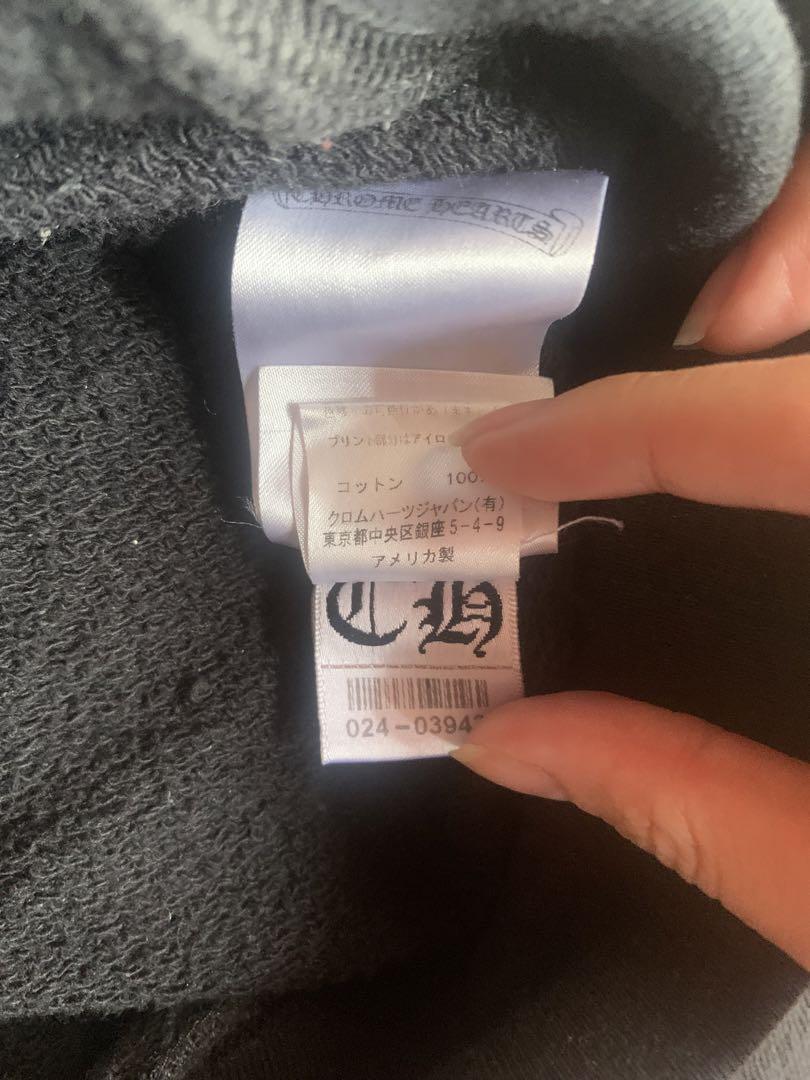 CHROME HEARTS
プリント部分はアイロ
コットン 100
クロムハーツジャパン(有)
東京都中央区銀座5-4-9
アメリカ製
CH
024-0394